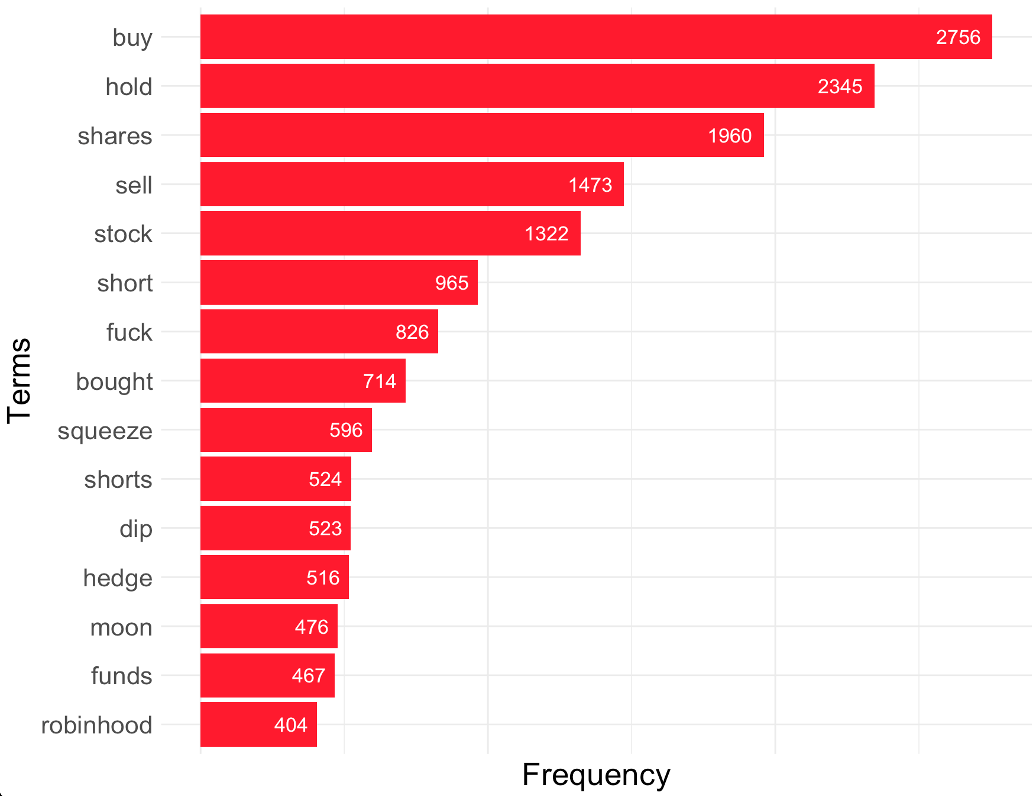 buy 2756
hold 2345
shares 1960
sell 1473
stock 1322
short 965
fuck 826
bought 714
squeeze 596
shorts 524
dip 523
hedge 516
moon 476
funds 467
robinhood 404
Terms
Frequency